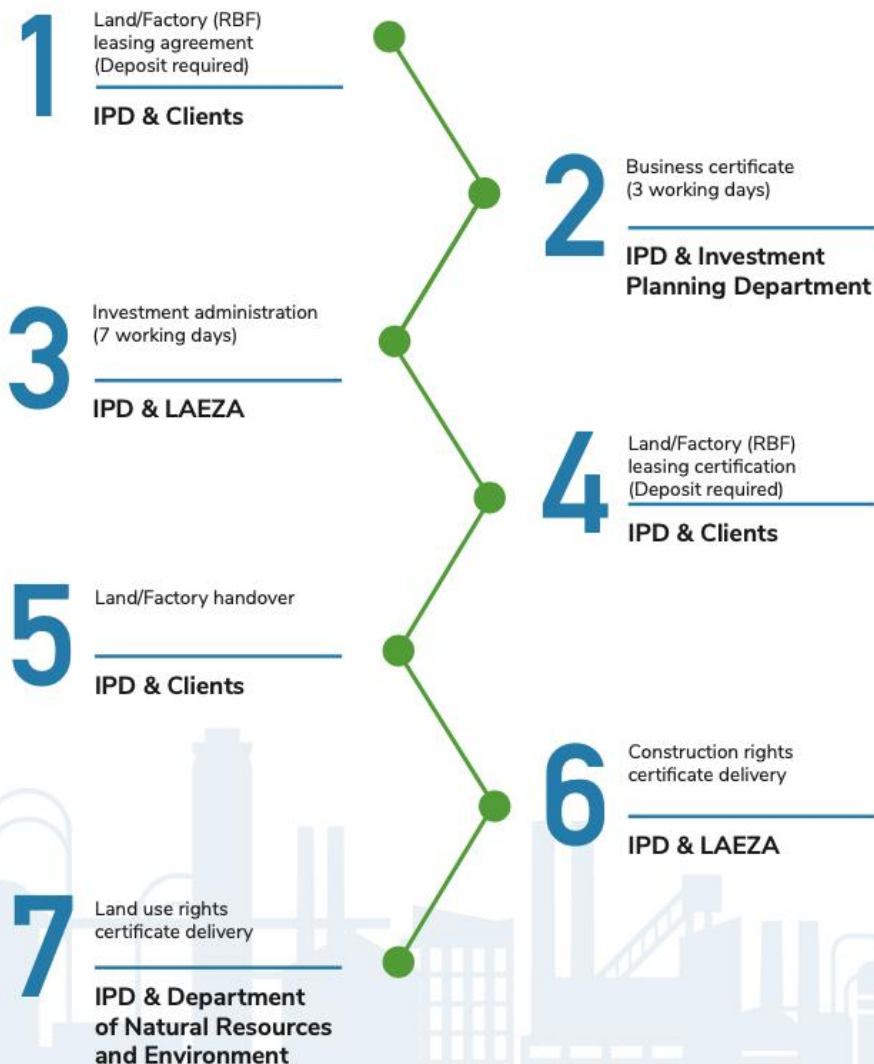 1
Land/Factory (RBF)
leasing agreement
(Deposit required)
IPD & Clients
2
Business certificate
(3 working days)
IPD & Investment
Planning Department
3
Investment administration
(7 working days)
IPD & LAEZA
4
Land/Factory (RBF)
leasing certification
(Deposit required)
IPD & Clients
5
Land/Factory handover
IPD & Clients
6
Construction rights
certificate delivery
IPD & LAEZA
7
Land use rights
certificate delivery
IPD & Department
of Natural Resources
and Environment